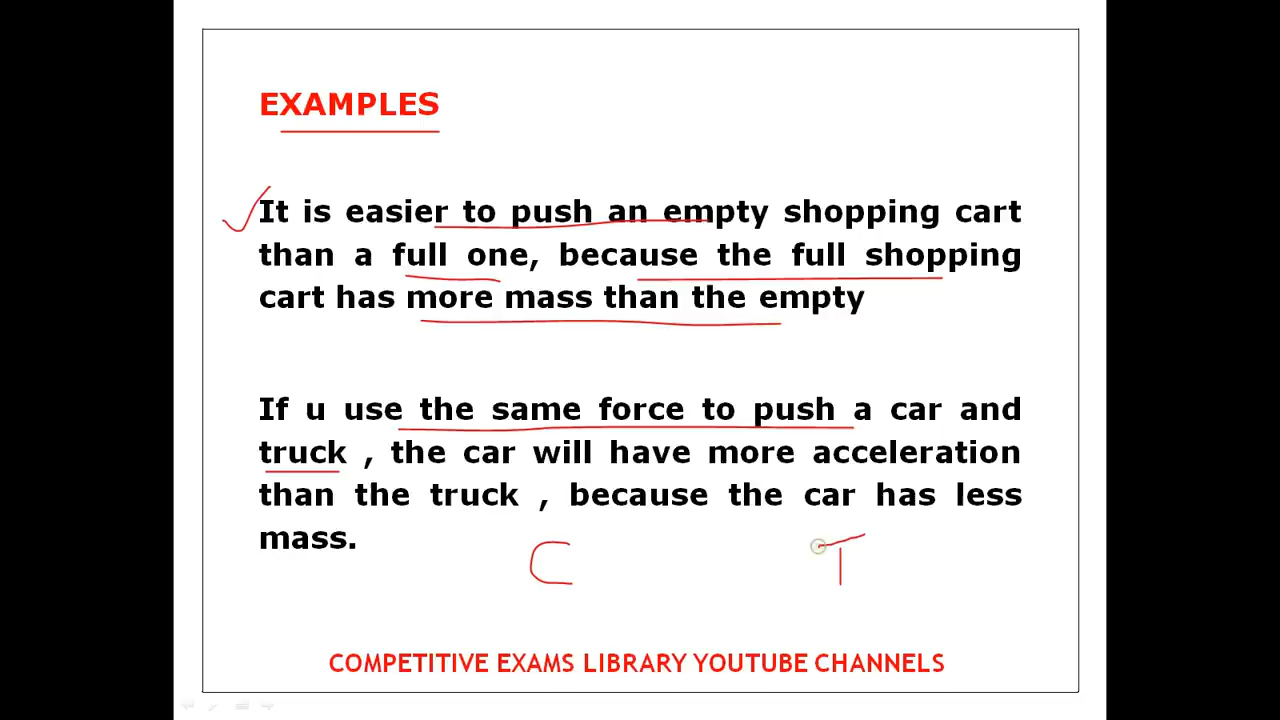 EXAMPLES
It is easier to push an empty shopping cart
than a full one, because the full shopping
cart has more mass than the empty
If u use the same force to push a car and
truck , the car will have more acceleration
than the truck , because the car has less
mass.
C T
COMPETITIVE EXAMS LIBRARY YOUTUBE CHANNELS